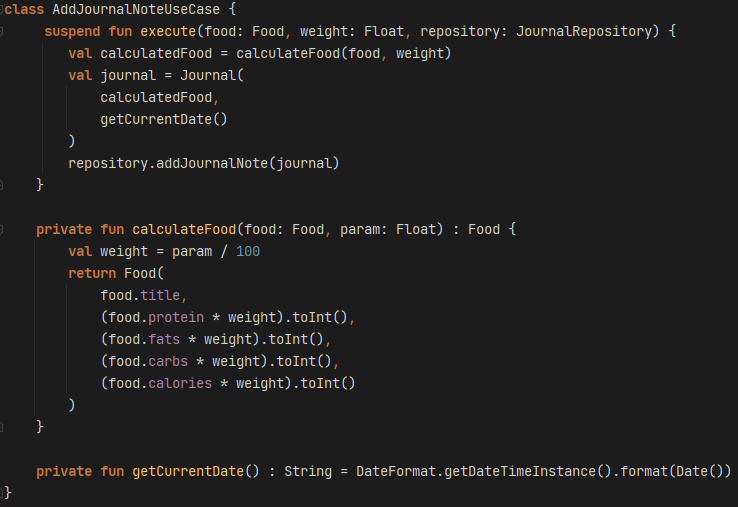 class AddJournalNoteUseCase {
    suspend fun execute(food: Food, weight: Float, repository: JournalRepository) {
        val calculatedFood = calculateFood(food, weight)
        val journal = Journal(
            calculatedFood,
            getCurrentDate()
        )
        repository.addJournalNote(journal)
    }

    private fun calculateFood(food: Food, param: Float) : Food {
        val weight = param / 100
        return Food(
            food.title,
            (food.protein * weight).toInt(),
            (food.fats * weight).toInt(),
            (food.carbs * weight).toInt(),
            (food.calories * weight).toInt()
        )
    }

    private fun getCurrentDate() : String = DateFormat.getDateTimeInstance().format(Date())
}